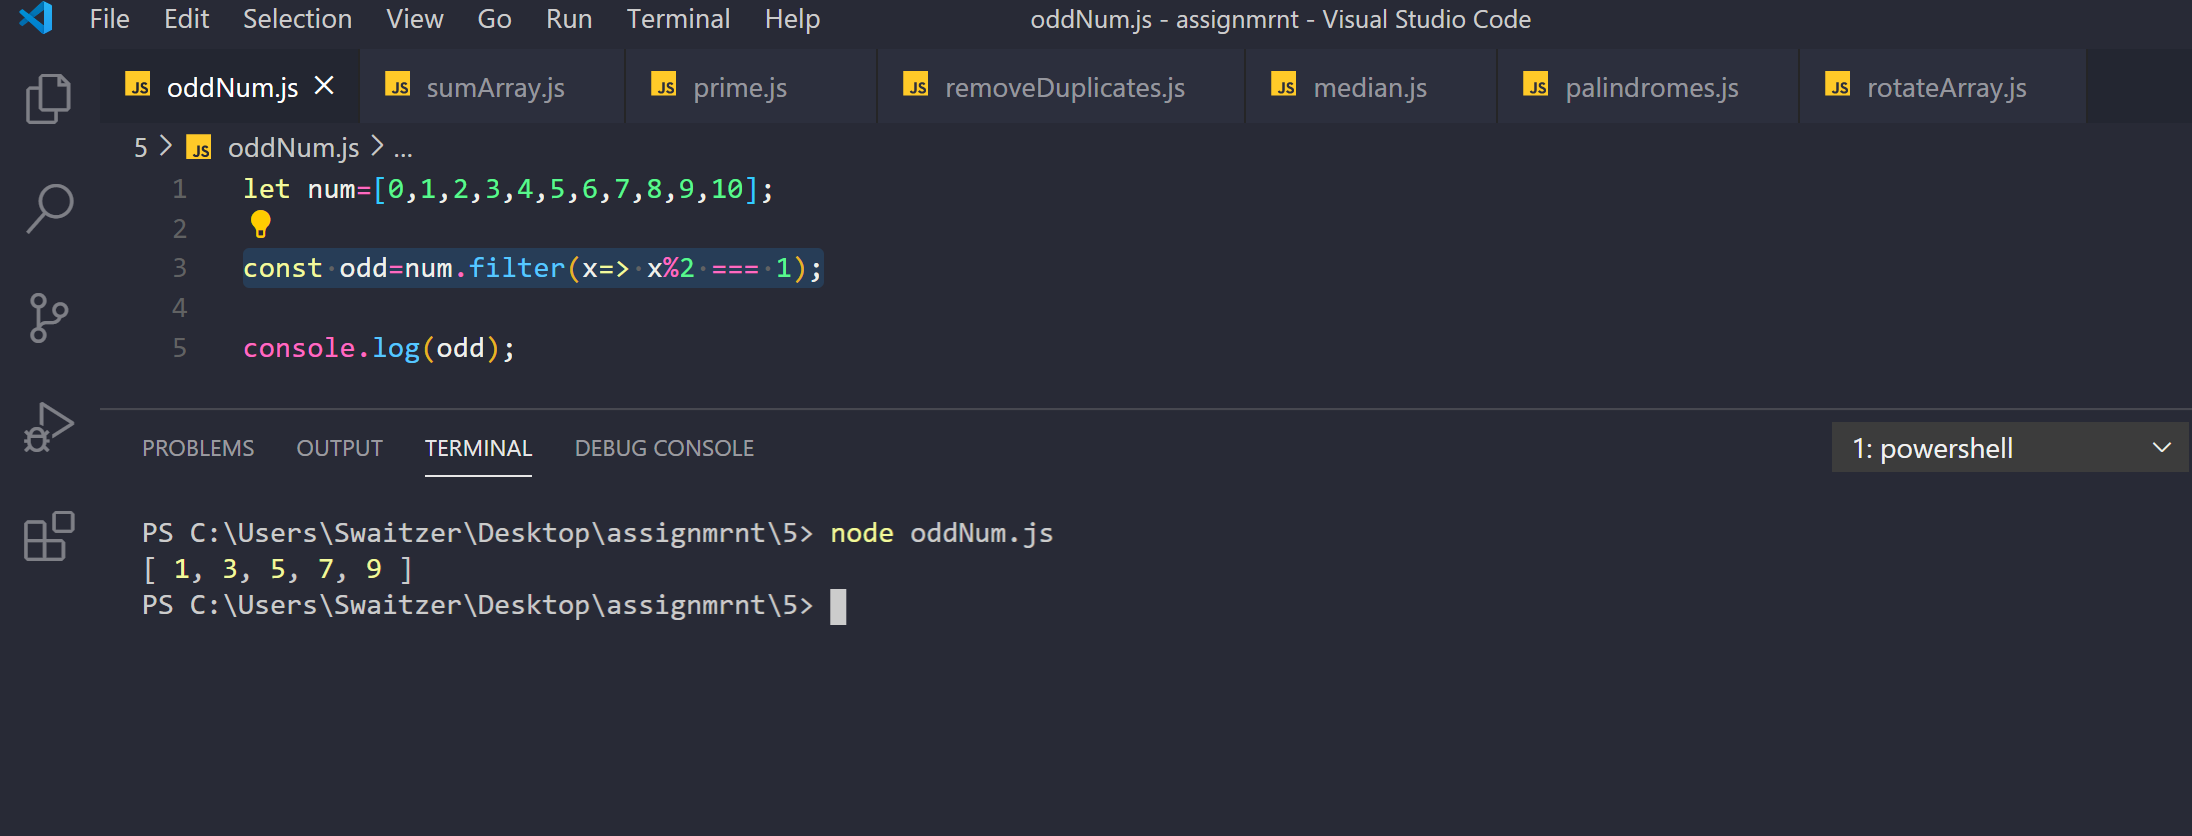 File Edit Selection View Go Run Terminal Help oddNum.js - assignmrnt - Visual Studio Code
JS oddNum.js JS sumArray.js JS prime.js JS removeDuplicates.js JS median.js JS palindromes.js JS rotateArray.js
5 > JS oddNum.js > ...
1 let num=[0,1,2,3,4,5,6,7,8,9,10];
2
3 const odd=num.filter(x=> x%2 === 1);
4
5 console.log(odd);
PROBLEMS OUTPUT TERMINAL DEBUG CONSOLE 1: powershell
PS C:\Users\Swaitzer\Desktop\assignmrnt\5> node oddNum.js
[ 1, 3, 5, 7, 9 ]
PS C:\Users\Swaitzer\Desktop\assignmrnt\5>